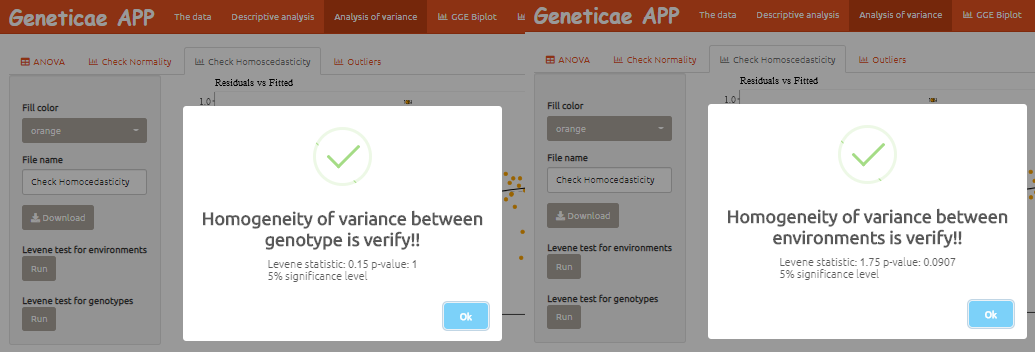 Geneticae APP The data Descriptive analysis Analysis of variance GGE Biplot
ANOVA Check Normality Check Homoscedasticity Outliers
Residuals vs Fitted
1.0
Fill color
orange
File name
Check Homocedasticity
Download
Levene test for environments
Run
Levene test for genotypes
Run
Homogeneity of variance between
genotype is verify!!
Levene statistic: 0.15 p-value: 1
5% significance level
Ok
Geneticae APP The data Descriptive analysis Analysis of variance GGE Biplot
ANOVA Check Normality Check Homoscedasticity Outliers
Residuals vs Fitted
1.0
Fill color
orange
File name
Check Homocedasticity
Download
Levene test for environments
Run
Levene test for genotypes
Run
Homogeneity of variance between
environments is verify!!
Levene statistic: 1.75 p-value: 0.0907
5% significance level
Ok